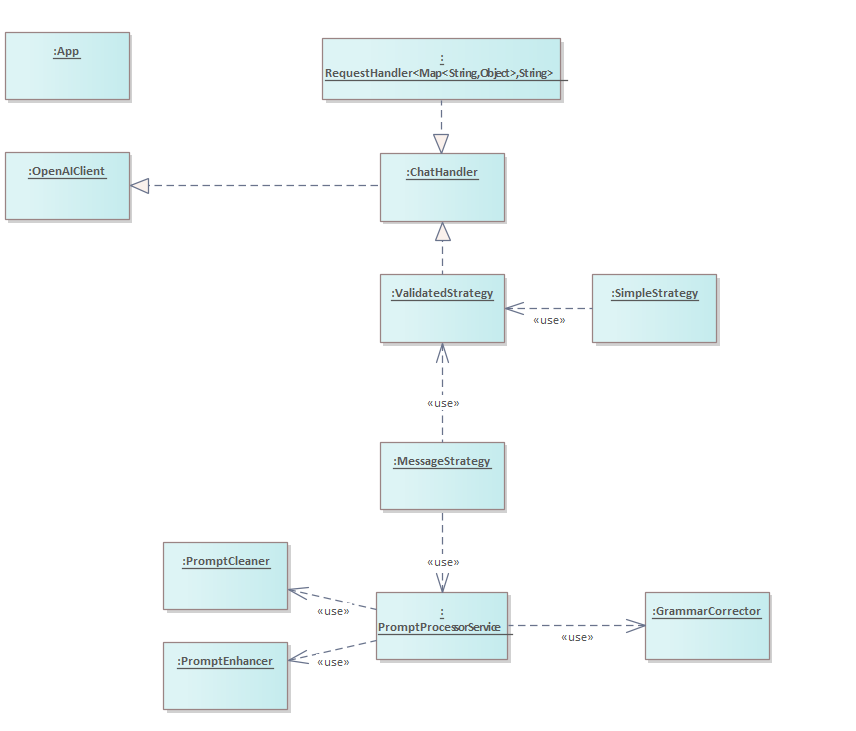 :App
:
RequestHandler<Map<String,Object>,String>
:OpenAIClient
:ChatHandler
:ValidatedStrategy
:SimpleStrategy
«use»
«use»
:MessageStrategy
«use»
:PromptCleaner
«use»
:
PromptProcessorService
:GrammarCorrector
«use»
:PromptEnhancer
«use»